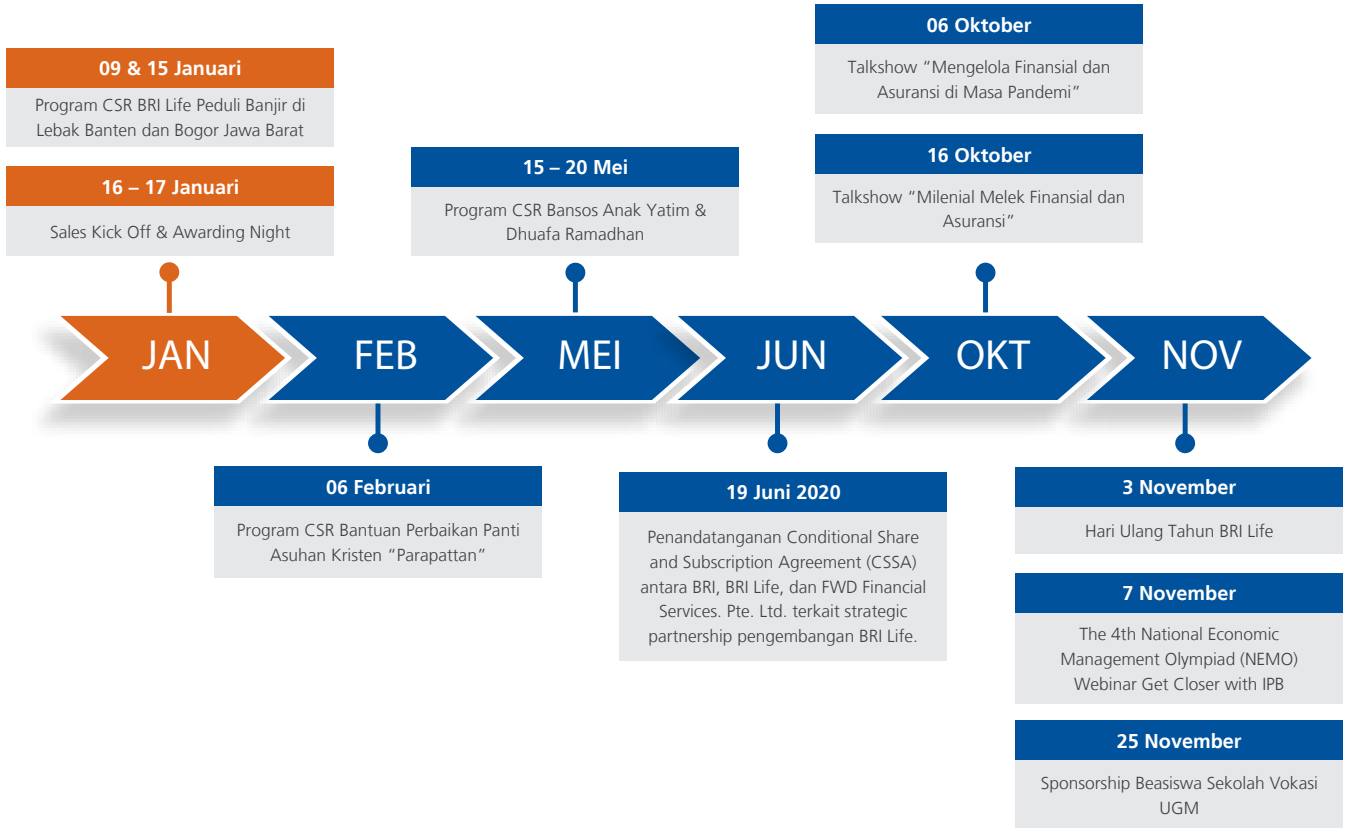 09 & 15 Januari
Program CSR BRI Life Peduli Banjir di
Lebak Banten dan Bogor Jawa Barat
16 – 17 Januari
Sales Kick Off & Awarding Night
15 – 20 Mei
Program CSR Bansos Anak Yatim &
Dhuafa Ramadhan
06 Oktober
Talkshow “Mengelola Finansial dan
Asuransi di Masa Pandemi”
16 Oktober
Talkshow “Milenial Melek Finansial dan
Asuransi”
JAN
FEB
MEI
JUN
OKT
NOV
06 Februari
Program CSR Bantuan Perbaikan Panti
Asuhan Kristen “Parapattan”
19 Juni 2020
Penandatanganan Conditional Share
and Subscription Agreement (CSSA)
antara BRI, BRI Life, dan FWD Financial
Services. Pte. Ltd. terkait strategic
partnership pengembangan BRI Life.
3 November
Hari Ulang Tahun BRI Life
7 November
The 4th National Economic
Management Olympiad (NEMO)
Webinar Get Closer with IPB
25 November
Sponsorship Beasiswa Sekolah Vokasi
UGM